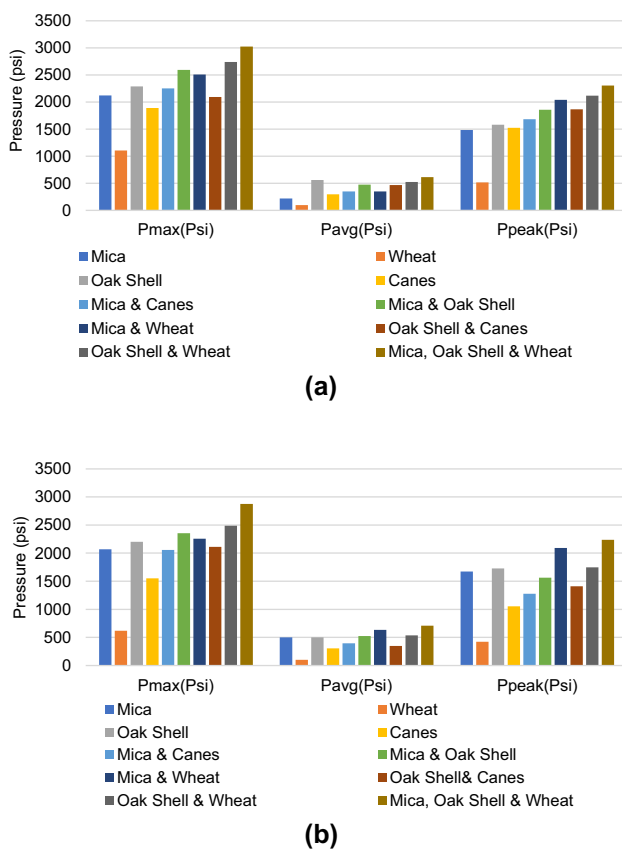 3500
3000
2500
2000
1500
1000
500
0
Pressure (psi)
Pmax(Psi) Pavg(Psi) Ppeak(Psi)
Mica Wheat
Oak Shell Canes
Mica & Canes Mica & Oak Shell
Mica & Wheat Oak Shell & Canes
Oak Shell & Wheat Mica, Oak Shell & Wheat
(a)
3500
3000
2500
2000
1500
1000
500
0
Pressure (psi)
Pmax(Psi) Pavg(Psi) Ppeak(Psi)
Mica Wheat
Oak Shell Canes
Mica & Canes Mica & Oak Shell
Mica & Wheat Oak Shell& Canes
Oak Shell & Wheat Mica, Oak Shell & Wheat
(b)